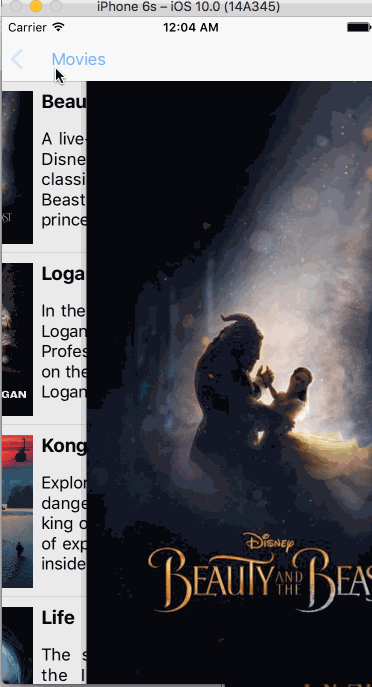 iPhone 6s – iOS 10.0 (14A345)
Carrier 12:04 AM
Movies
Beau
A live-
Disne
classi
Beast
prince
Loga
In the
Logan
Profes
on the
Logan
GAN
Kong
Explor
dange
king o
of exp
inside
Life
The s
the I
Disney
BEAUTY AND THE BEAS